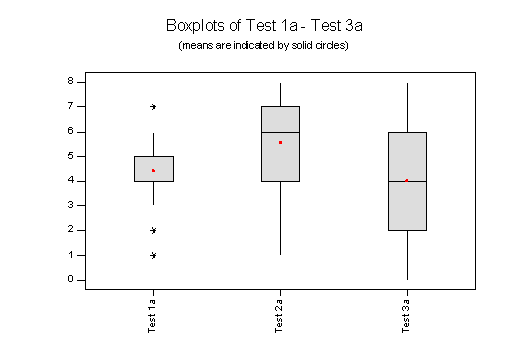 Boxplots of Test 1a - Test 3a
(means are indicated by solid circles)
8
7
6
5
4
3
2
1
0
Test 1a
Test 2a
Test 3a